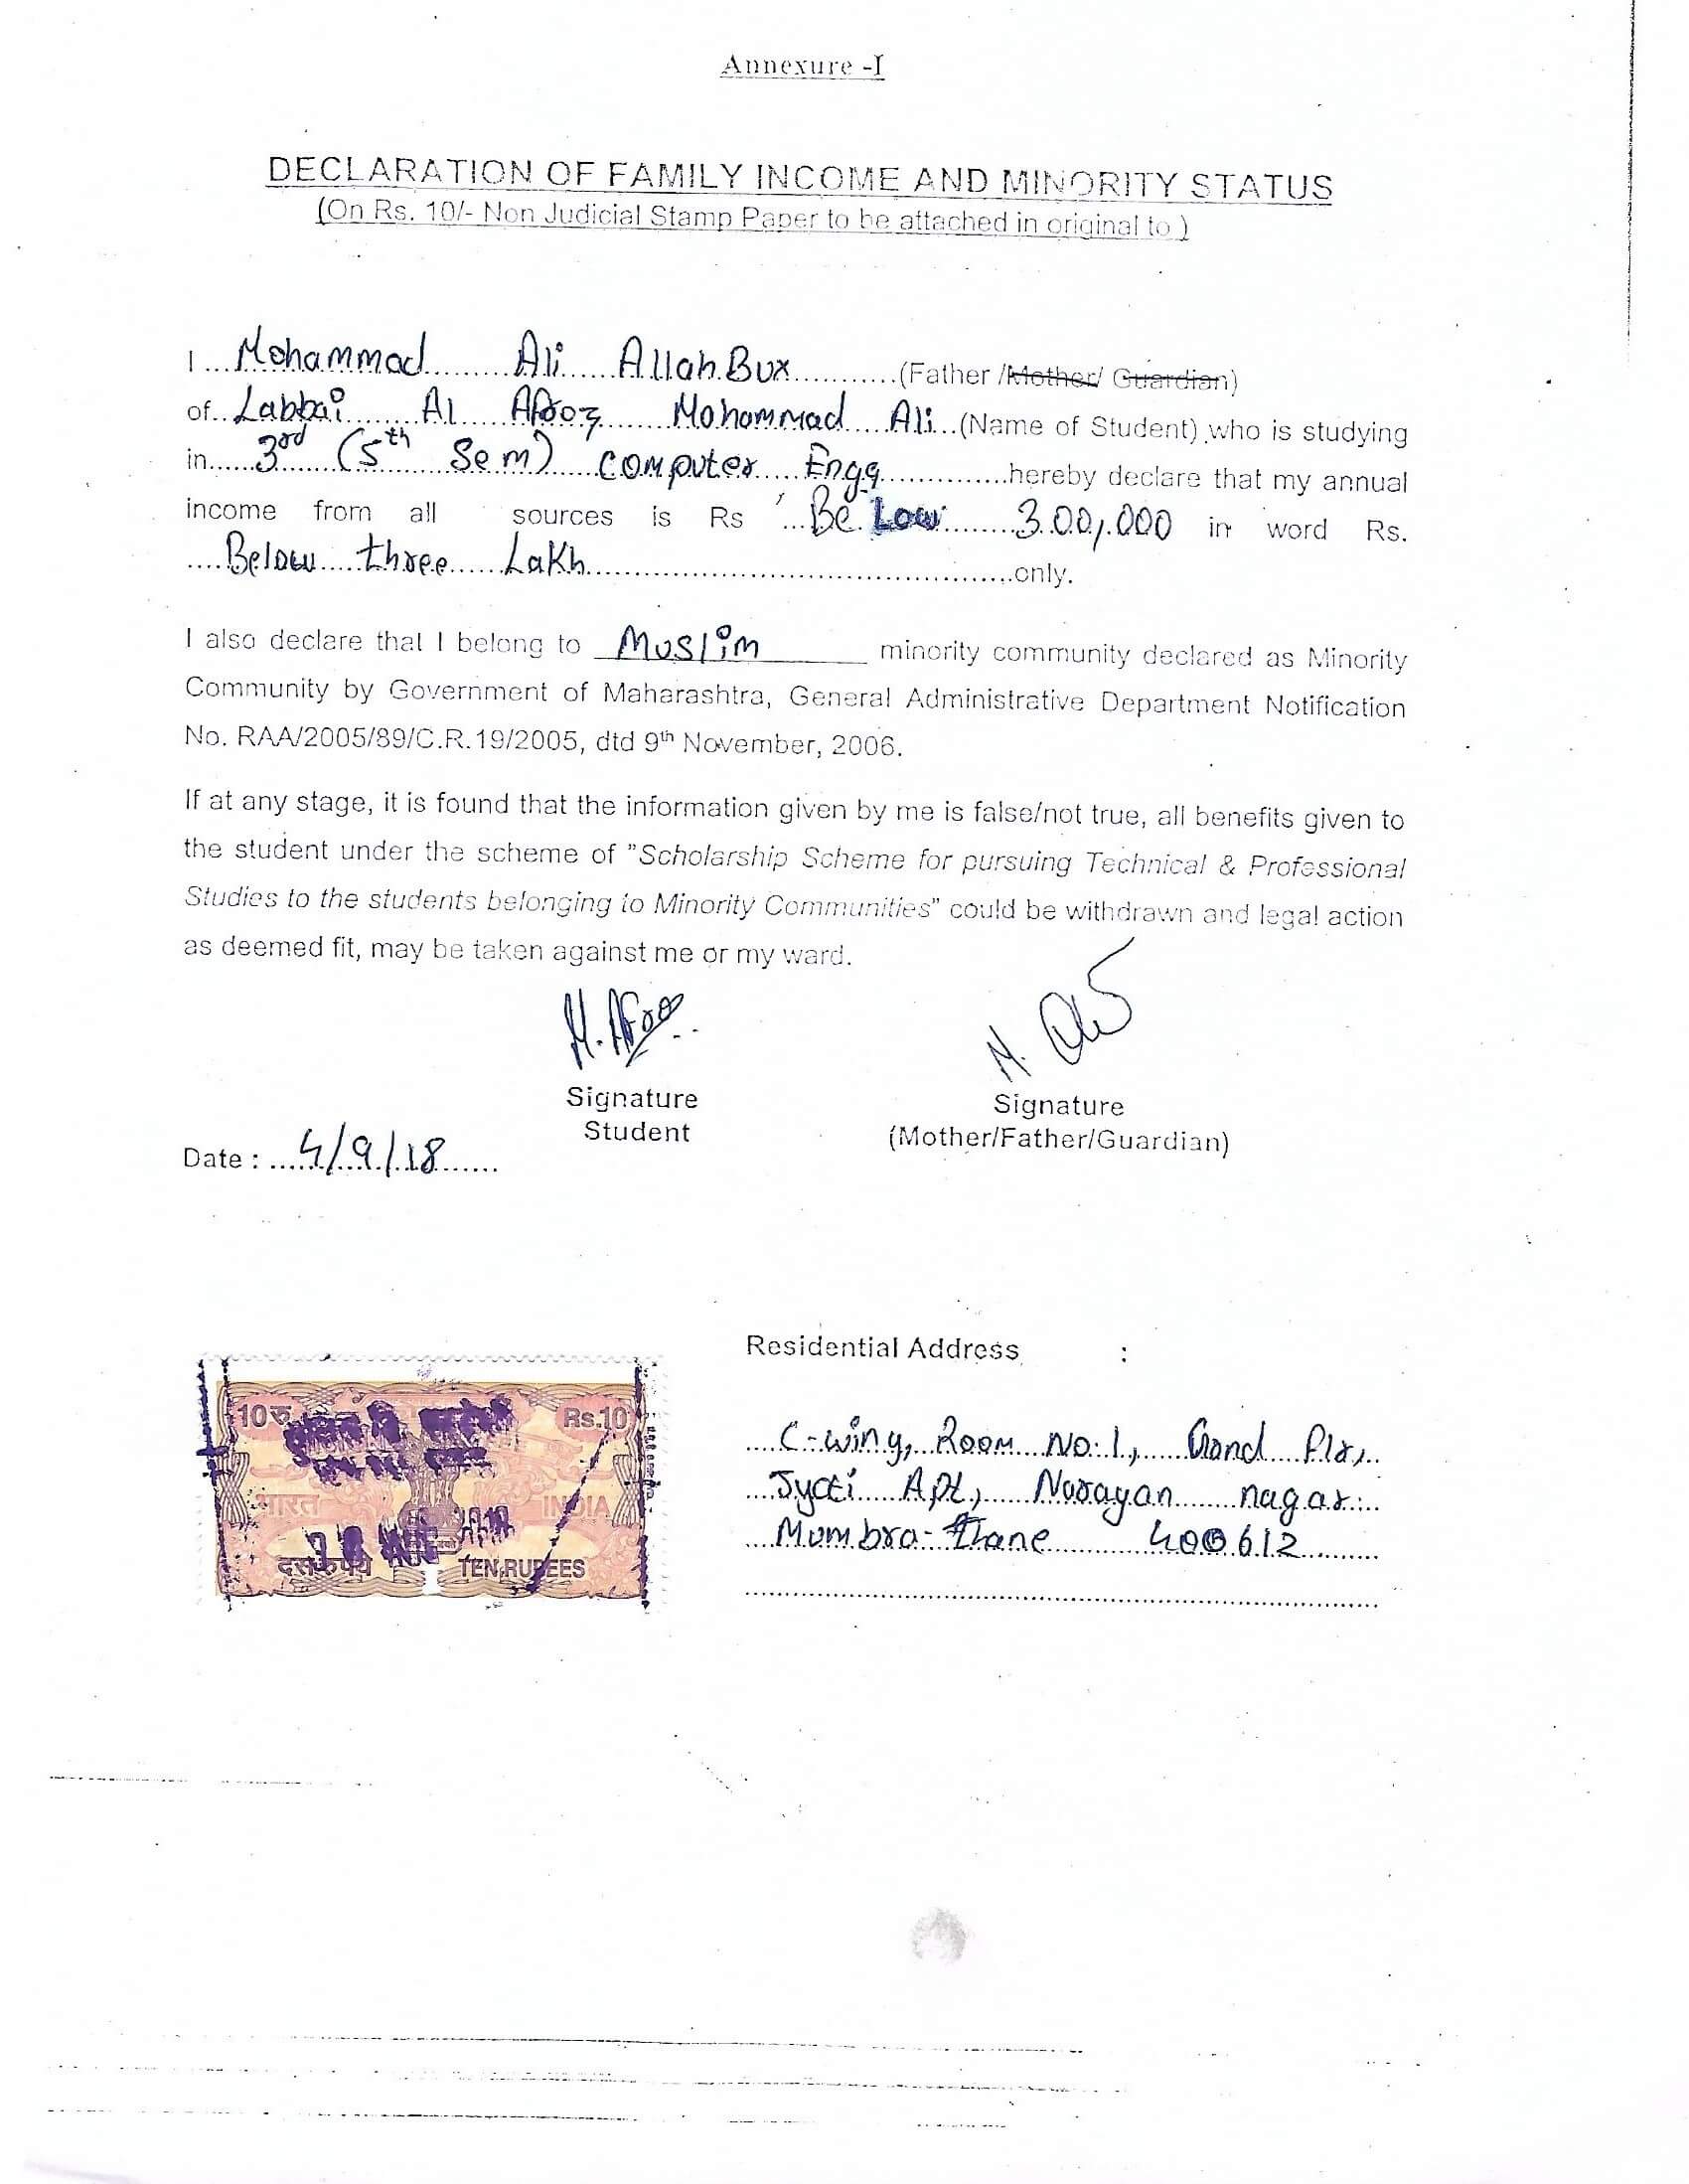 Annexure -I
DECLARATION OF FAMILY INCOME AND MINORITY STATUS
(On Rs. 10/- Non Judicial Stamp Paper to be attached in original to )
I ... Mohammad ... Ali ... Allah Bux ... (Father /Mother/ Guardian)
of.. Labbai ... Al Afroz ... Mohammad ... Ali ... (Name of Student) who is studying
in ... 3rd ... (5th Sem) ... computer Engg ... hereby declare that my annual
income from all sources is Rs ... Be Low ... 3,00,000 in word Rs.
.... Below ... three ... Lakh ... only.
I also declare that I belong to Muslim minority community declared as Minority
Community by Government of Maharashtra, General Administrative Department Notification
No. RAA/2005/89/C.R.19/2005, dtd 9th November, 2006.
If at any stage, it is found that the information given by me is false/not true, all benefits given to
the student under the scheme of "Scholarship Scheme for pursuing Technical & Professional
Studies to the students belonging to Minority Communities" could be withdrawn and legal action
as deemed fit, may be taken against me or my ward.
M. Afroz
Signature Signature
Student (Mother/Father/Guardian)
Date : ... 4/9/18 ...
Residential Address :
.... C-wing, Room No: 1, ...
.... Jyoti ... Apt, ... Narayan ... nagar ...
.... Mumbra - Thane ... 400612 ...
10रु Rs.10
भारत INDIA
दस रुपये TEN RUPEES